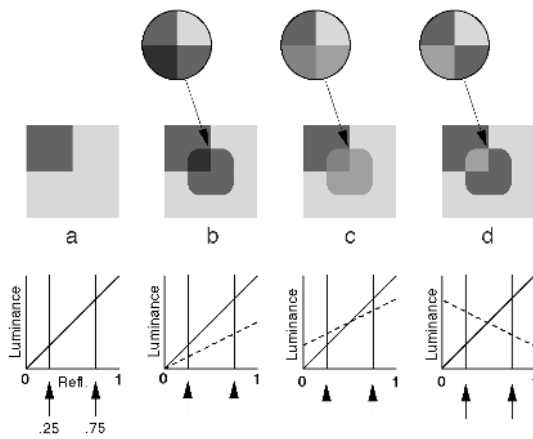 a b c d
Luminance Luminance Luminance Luminance
0 Refl. 1 0 1 0 1 0 1
.25 .75